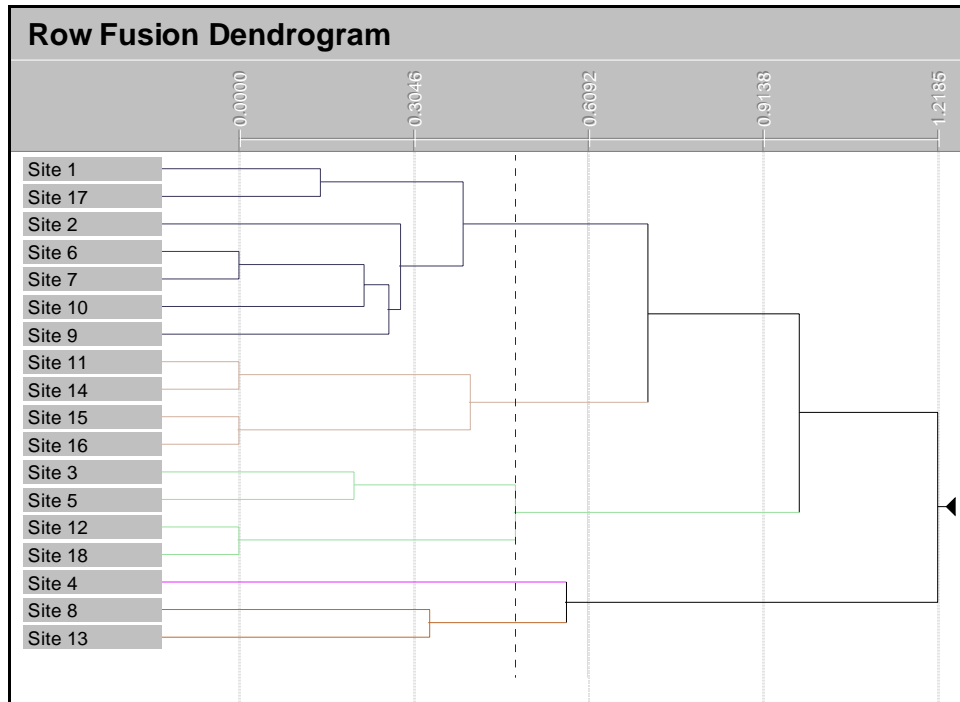 Row Fusion Dendrogram
0.0000 0.3046 0.6092 0.9138 1.2185
Site 1
Site 17
Site 2
Site 6
Site 7
Site 10
Site 9
Site 11
Site 14
Site 15
Site 16
Site 3
Site 5
Site 12
Site 18
Site 4
Site 8
Site 13